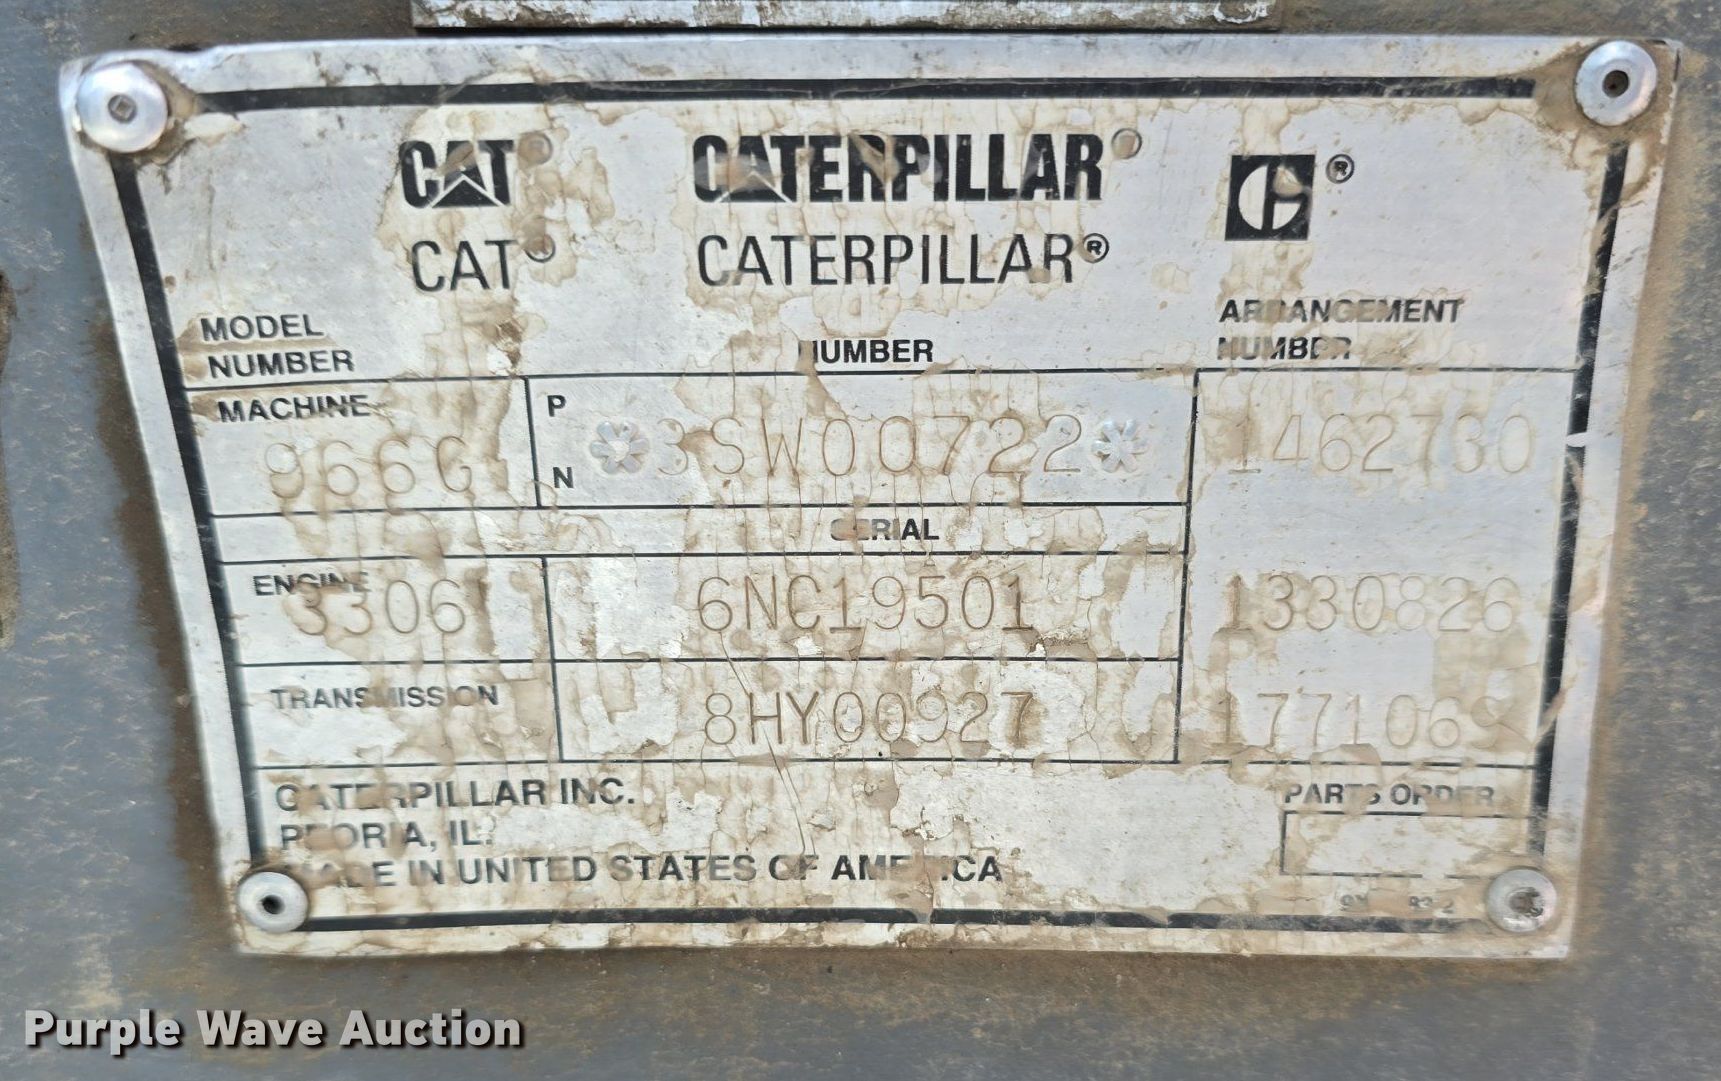 CAT® CATERPILLAR® ®
CAT® CATERPILLAR®
MODEL NUMBER
NUMBER
ARRANGEMENT NUMBER
MACHINE
966G
P N
*3SW00722*
1462730
SERIAL
ENGINE
3306
6NC19501
1330826
TRANSMISSION
8HY00927
1771069
CATERPILLAR INC.
PEORIA, IL.
MADE IN UNITED STATES OF AMERICA
PARTS ORDER
Purple Wave Auction